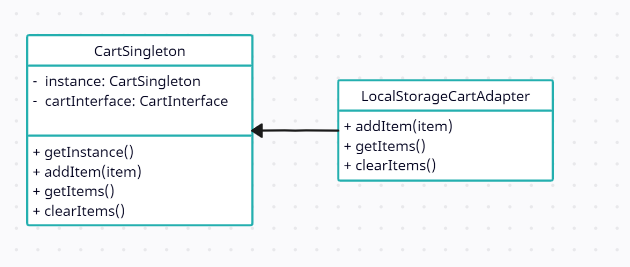 CartSingleton
- instance: CartSingleton
- cartInterface: CartInterface
+ getInstance()
+ addItem(item)
+ getItems()
+ clearItems()
LocalStorageCartAdapter
+ addItem(item)
+ getItems()
+ clearItems()